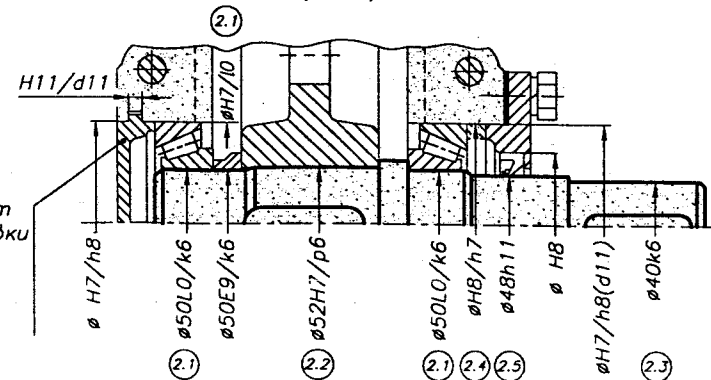 2.1
H11/d11
øH7/l0
т
вки
ø H7/h8
ø50L0/k6
ø50E9/k6
ø52H7/p6
ø50L0/k6
øH8/h7
ø48h11
ø H8
øH7/h8(d11)
ø40k6
2.1
2.2
2.1
2.4
2.5
2.3